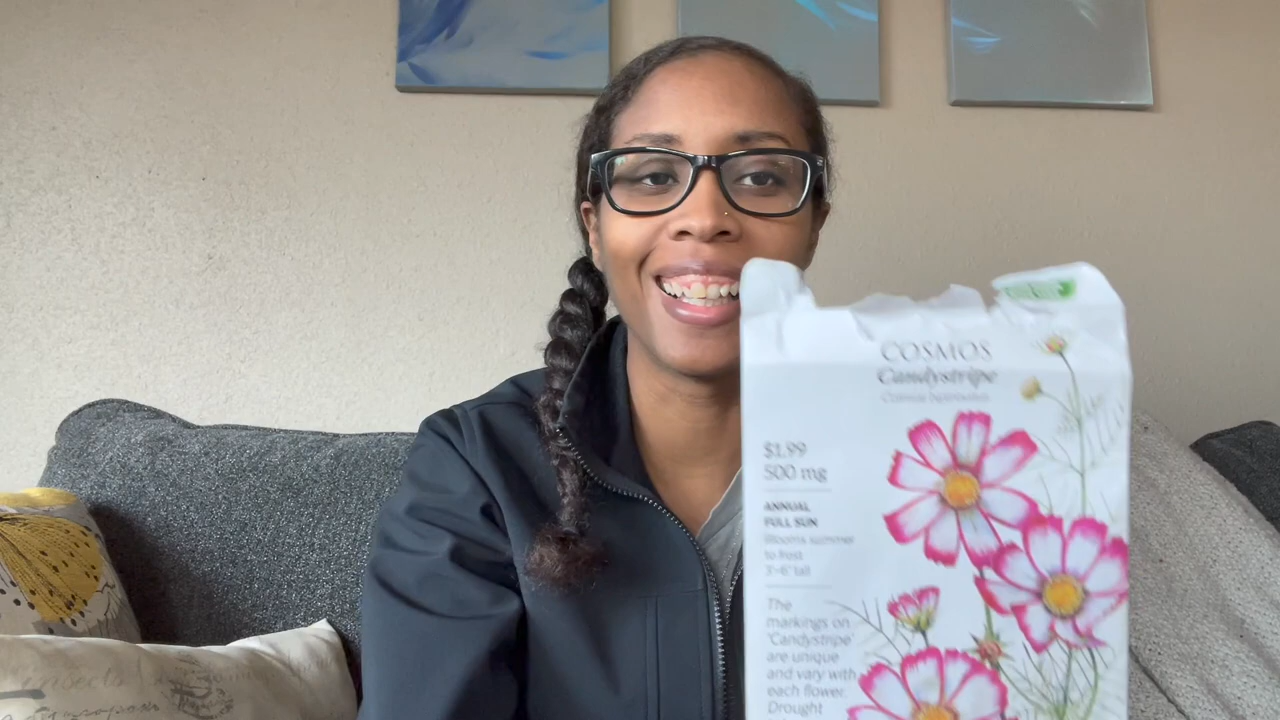 COSMOS
Candystripe
Cosmos bipinnatus
$1.99
500 mg
ANNUAL
FULL SUN
Blooms summer
to frost
3'-6' tall
The
markings on
'Candystripe'
are unique
and vary with
each flower.
Drought